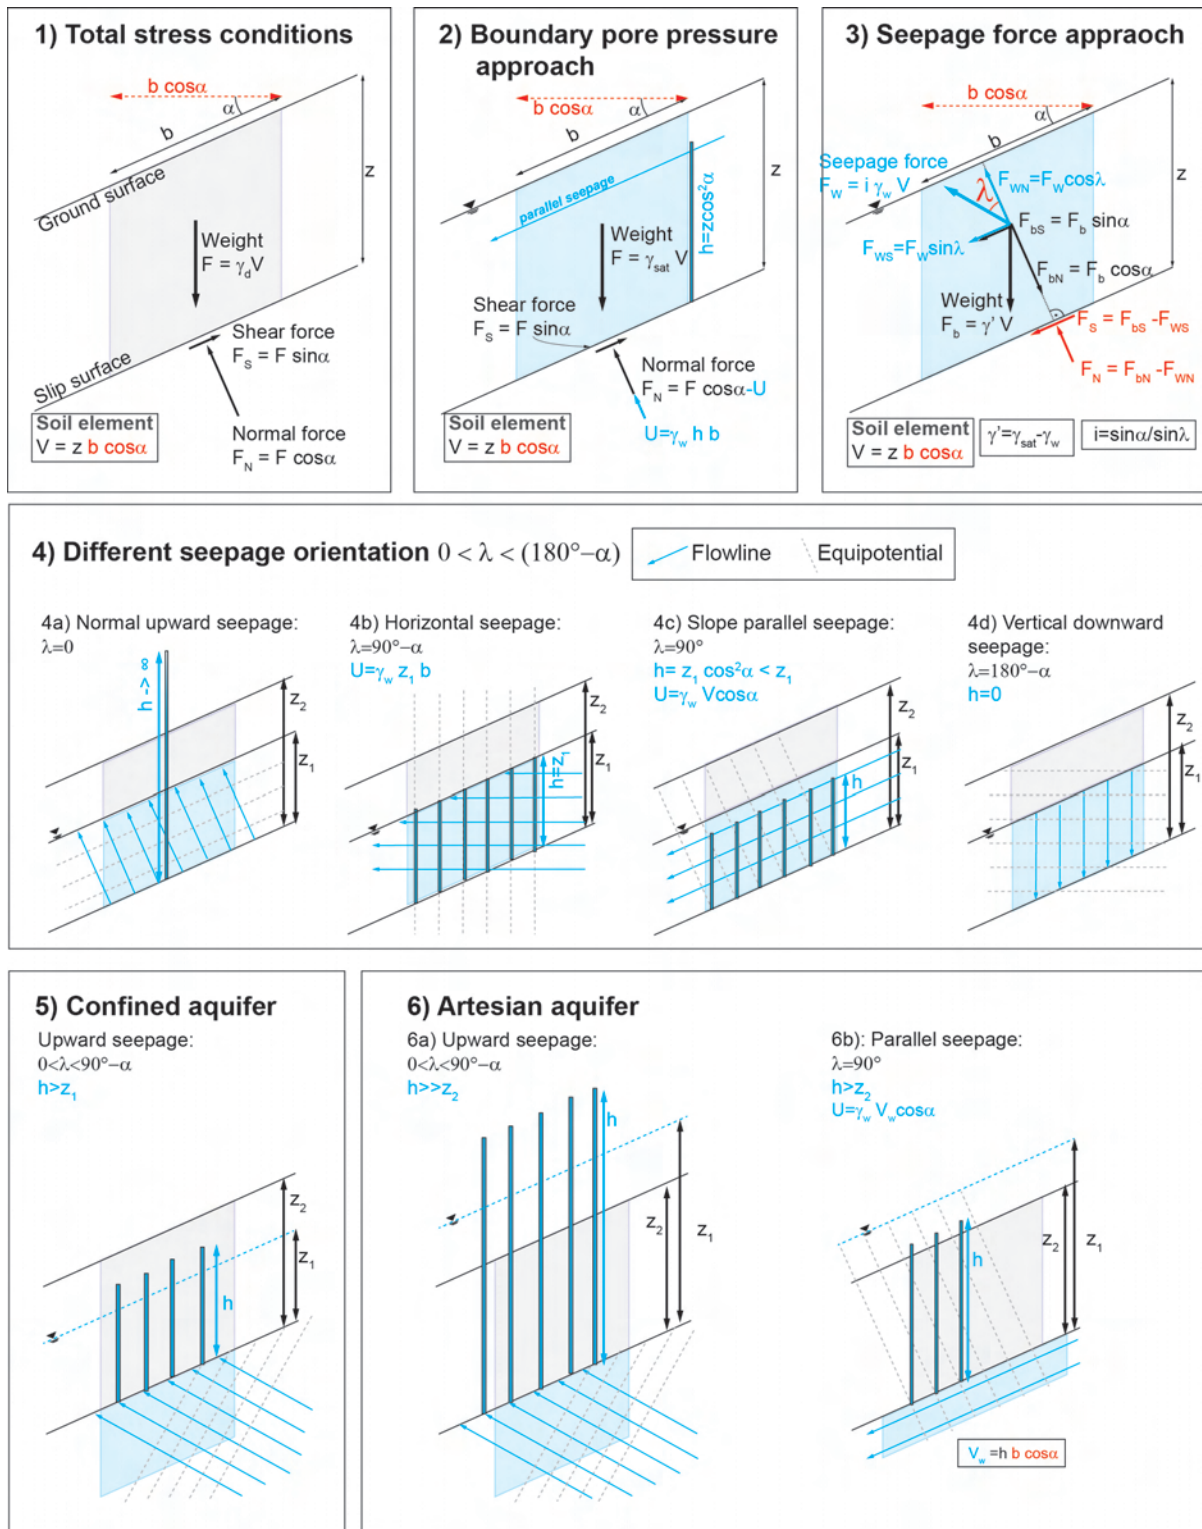 1) Total stress conditions
b cosα
α
b
z
Ground surface
Weight
F = γd V
Slip surface
Shear force
FS = F sinα
Soil element
V = z b cosα
Normal force
FN = F cosα
2) Boundary pore pressure
approach
b cosα
α
b
z
parallel seepage
h=zcos²α
Weight
F = γsat V
Shear force
FS = F sinα
Normal force
FN = F cosα-U
U=γw h b
Soil element
V = z b cosα
3) Seepage force appraoch
b cosα
α
b
z
Seepage force
FW = i γw V
λ
FWN=FWcosλ
FbS = Fb sinα
FWS=FWsinλ
FbN = Fb cosα
Weight
Fb = γ' V
FS = FbS -FWS
FN = FbN -FWN
Soil element
V = z b cosα
γ'=γsat-γw
i=sinα/sinλ
4) Different seepage orientation 0 < λ < (180°−α)
Flowline
Equipotential
4a) Normal upward seepage:
λ=0
h -> ∞
z2
z1
4b) Horizontal seepage:
λ=90°−α
U=γw z1 b
h=z1
z2
z1
4c) Slope parallel seepage:
λ=90°
h= z1 cos²α < z1
U=γw Vcosα
h
z2
z1
4d) Vertical downward
seepage:
λ=180°−α
h=0
z2
z1
5) Confined aquifer
Upward seepage:
0<λ<90°−α
h>z1
h
z2
z1
6) Artesian aquifer
6a) Upward seepage:
0<λ<90°−α
h>>z2
h
z2
z1
6b): Parallel seepage:
λ=90°
h>z2
U=γw Vw cosα
h
z2
z1
Vw =h b cosα